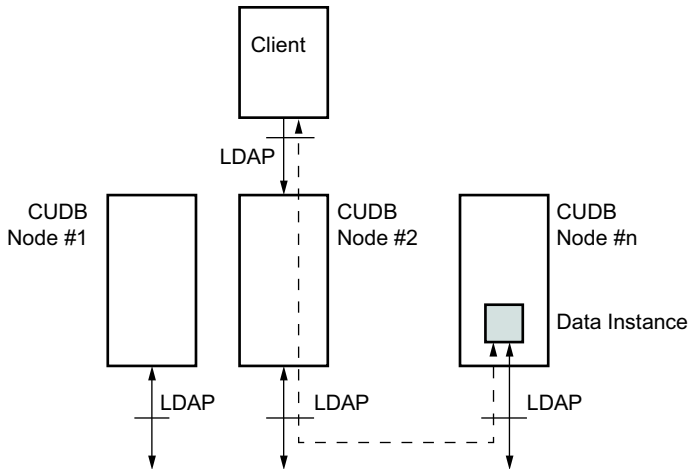 Client
LDAP
CUDB
Node #1
CUDB
Node #2
CUDB
Node #n
Data Instance
LDAP
LDAP
LDAP